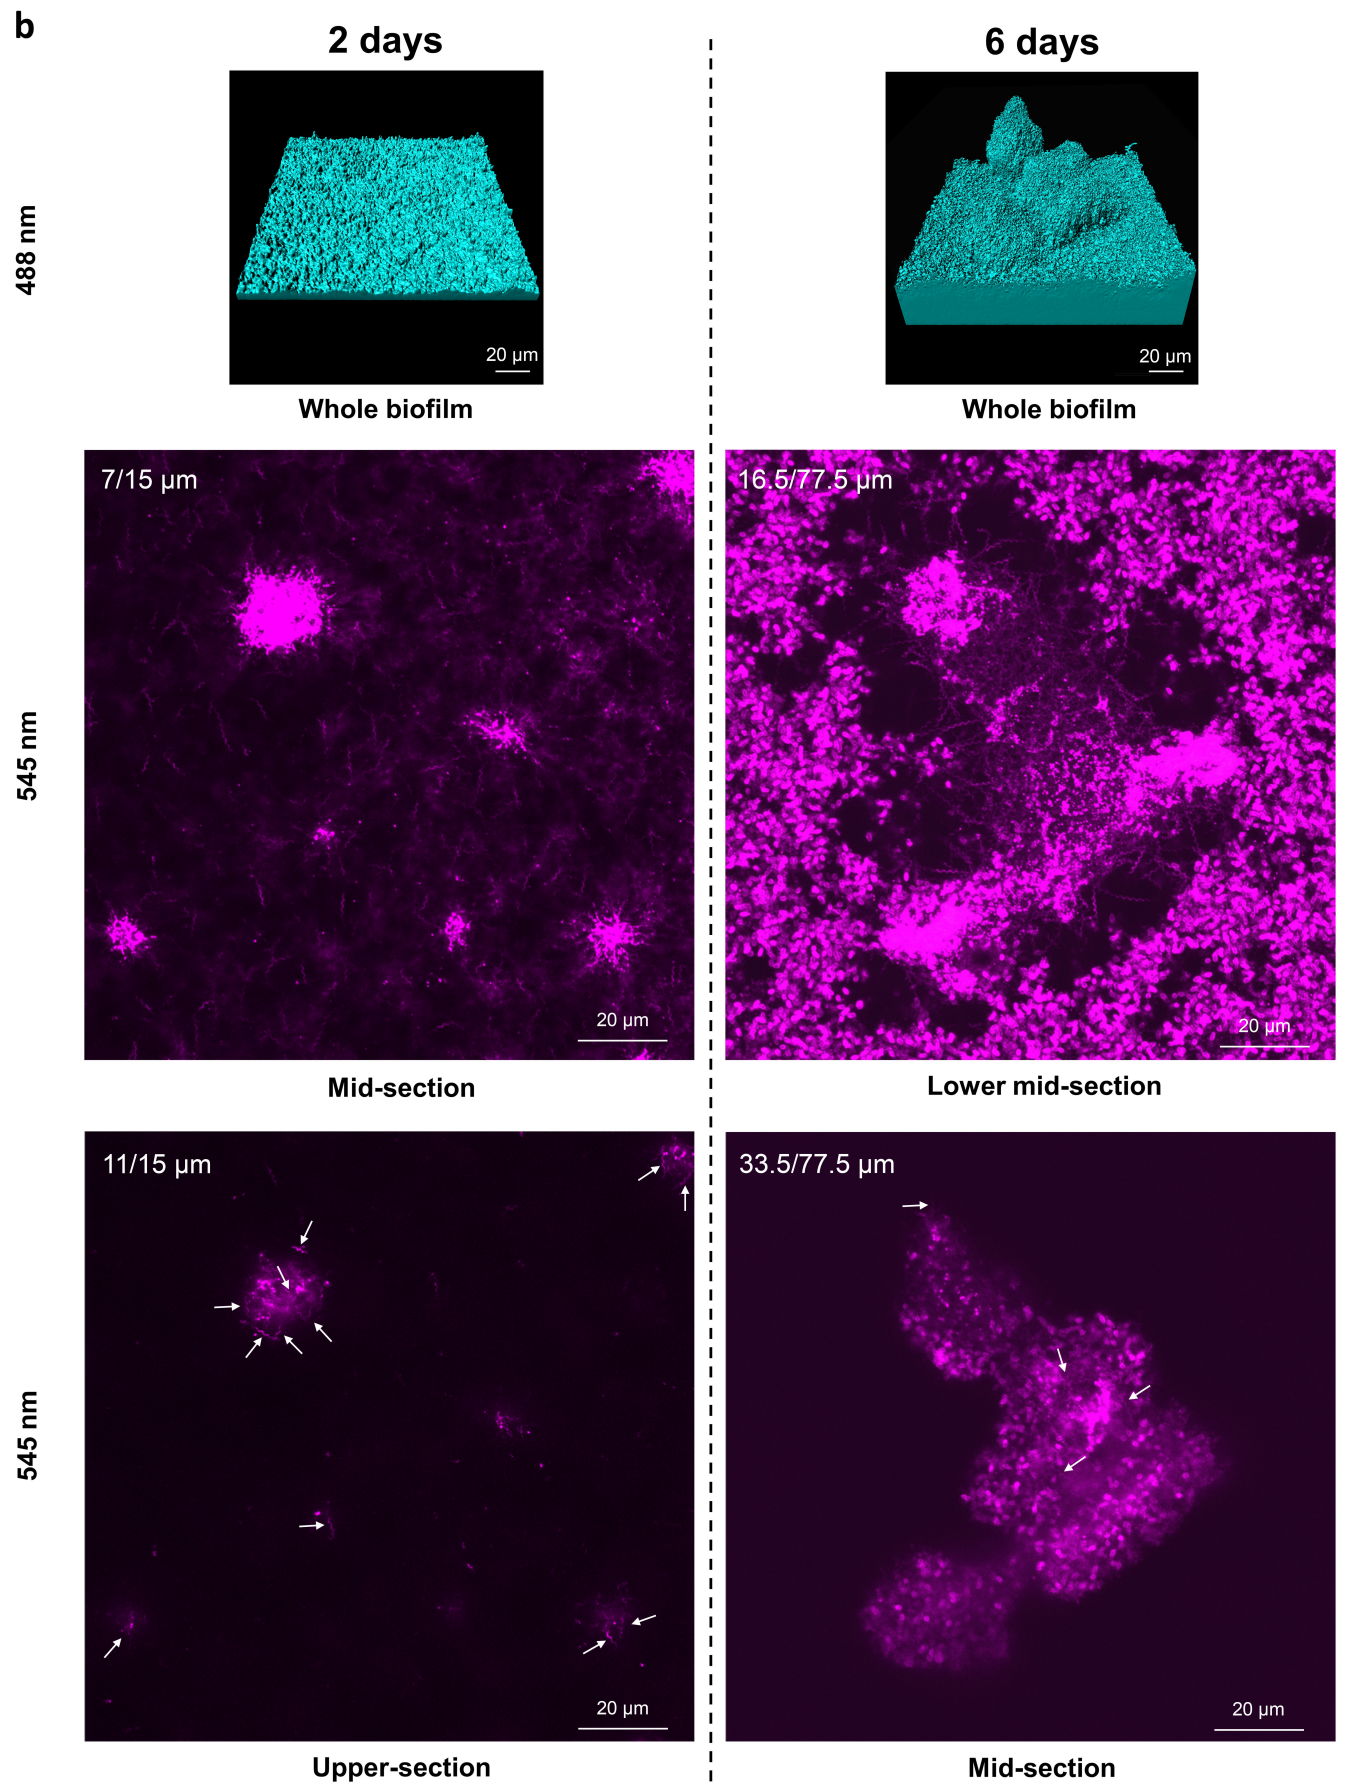 b
2 days
6 days
488 nm
20 µm
20 µm
Whole biofilm
Whole biofilm
545 nm
7/15 µm
16.5/77.5 µm
20 µm
20 µm
Mid-section
Lower mid-section
545 nm
11/15 µm
33.5/77.5 µm
20 µm
20 µm
Upper-section
Mid-section